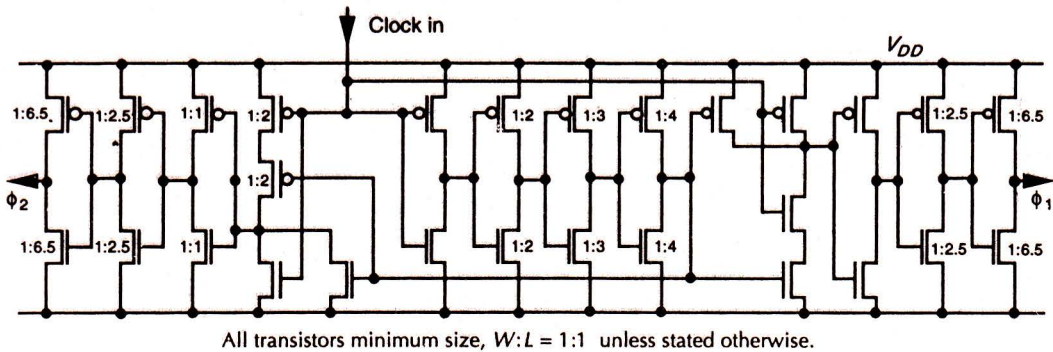 Clock in
V_DD
1:6.5 1:2.5 1:1 1:2 1:2 1:3 1:4 1:2.5 1:6.5
1:2
ϕ2 ϕ1
1:6.5 1:2.5 1:1 1:2 1:3 1:4 1:2.5 1:6.5
All transistors minimum size, W:L = 1:1 unless stated otherwise.